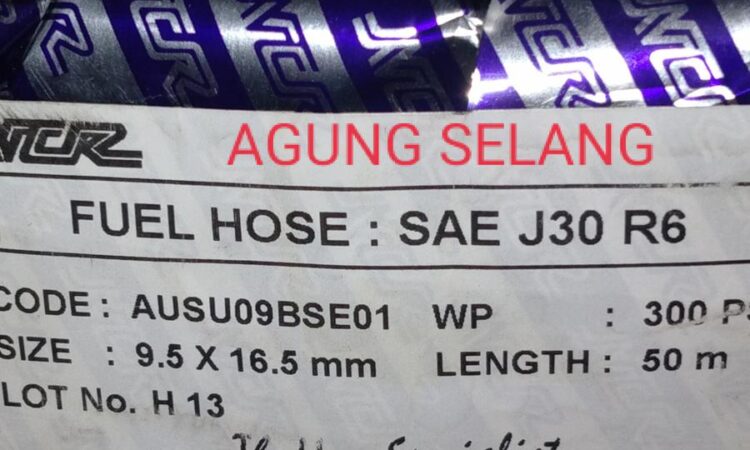 NCR
AGUNG SELANG
FUEL HOSE : SAE J30 R6
CODE : AUSU09BSE01 WP : 300
SIZE : 9.5 X 16.5 mm LENGTH : 50 m
LOT No. H 13